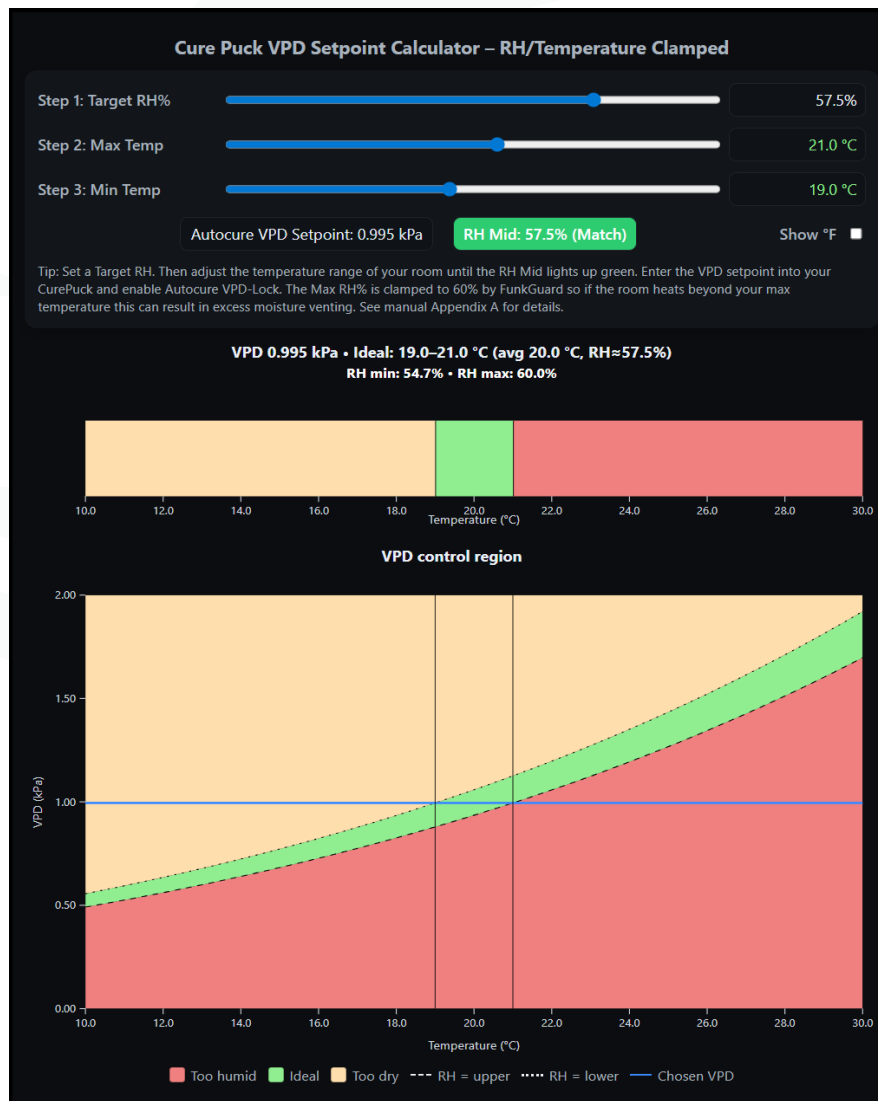 Cure Puck VPD Setpoint Calculator – RH/Temperature Clamped
Step 1: Target RH% 57.5%
Step 2: Max Temp 21.0 °C
Step 3: Min Temp 19.0 °C
Autocure VPD Setpoint: 0.995 kPa RH Mid: 57.5% (Match) Show °F
Tip: Set a Target RH. Then adjust the temperature range of your room until the RH Mid lights up green. Enter the VPD setpoint into your
CurePuck and enable Autocure VPD-Lock. The Max RH% is clamped to 60% by FunkGuard so if the room heats beyond your max
temperature this can result in excess moisture venting. See manual Appendix A for details.
VPD 0.995 kPa • Ideal: 19.0–21.0 °C (avg 20.0 °C, RH≈57.5%)
RH min: 54.7% • RH max: 60.0%
10.0 12.0 14.0 16.0 18.0 20.0 22.0 24.0 26.0 28.0 30.0
Temperature (°C)
VPD control region
2.00
1.50
1.00
0.50
0.00
VPD (kPa)
10.0 12.0 14.0 16.0 18.0 20.0 22.0 24.0 26.0 28.0 30.0
Temperature (°C)
Too humid Ideal Too dry RH = upper RH = lower Chosen VPD